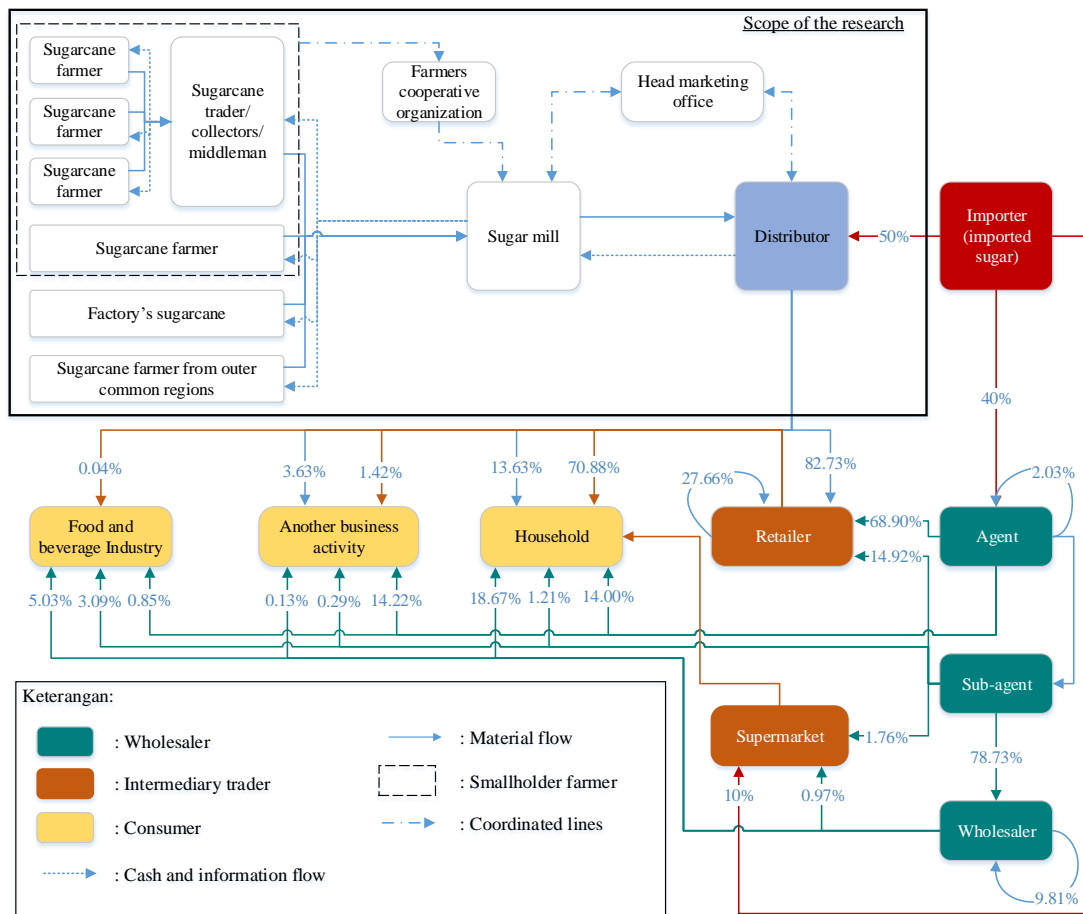 Scope of the research
Sugarcane
farmer
Sugarcane
farmer
Sugarcane
farmer
Sugarcane
trader/
collectors/
middleman
Farmers
cooperative
organization
Head marketing
office
Sugarcane farmer
Sugar mill
Distributor
50%
Importer
(imported
sugar)
Factory’s sugarcane
Sugarcane farmer from outer
common regions
40%
0.04%
3.63%
1.42%
13.63%
70.88%
27.66%
82.73%
2.03%
Food and
beverage Industry
Another business
activity
Household
Retailer
68.90%
14.92%
Agent
5.03%
3.09%
0.85%
0.13%
0.29%
14.22%
18.67%
1.21%
14.00%
Sub-agent
Supermarket
1.76%
78.73%
10%
0.97%
Wholesaler
9.81%
Keterangan:
: Wholesaler
: Intermediary trader
: Consumer
: Cash and information flow
: Material flow
: Smallholder farmer
: Coordinated lines